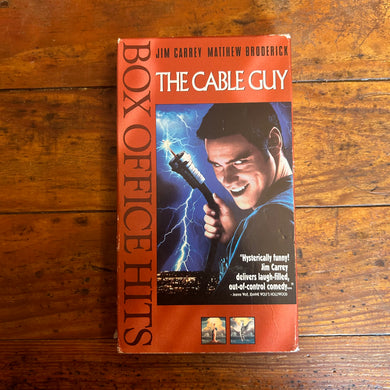 BOX OFFICE HITS
JIM CARREY MATTHEW BRODERICK
THE CABLE GUY
"Hysterically funny!
Jim Carrey
delivers laugh-filled,
out-of-control comedy..."